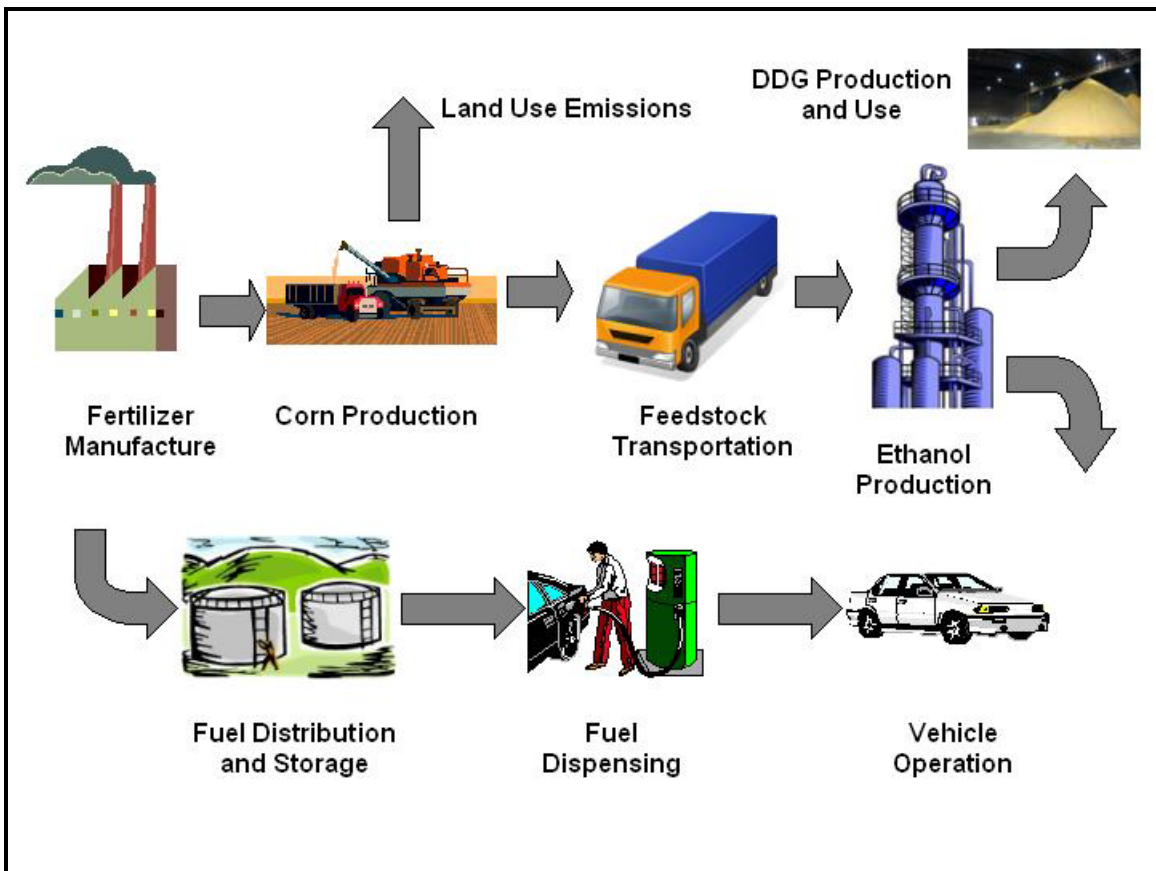 DDG Production
and Use
Land Use Emissions
Fertilizer
Manufacture
Corn Production
Feedstock
Transportation
Ethanol
Production
Fuel Distribution
and Storage
Fuel
Dispensing
Vehicle
Operation